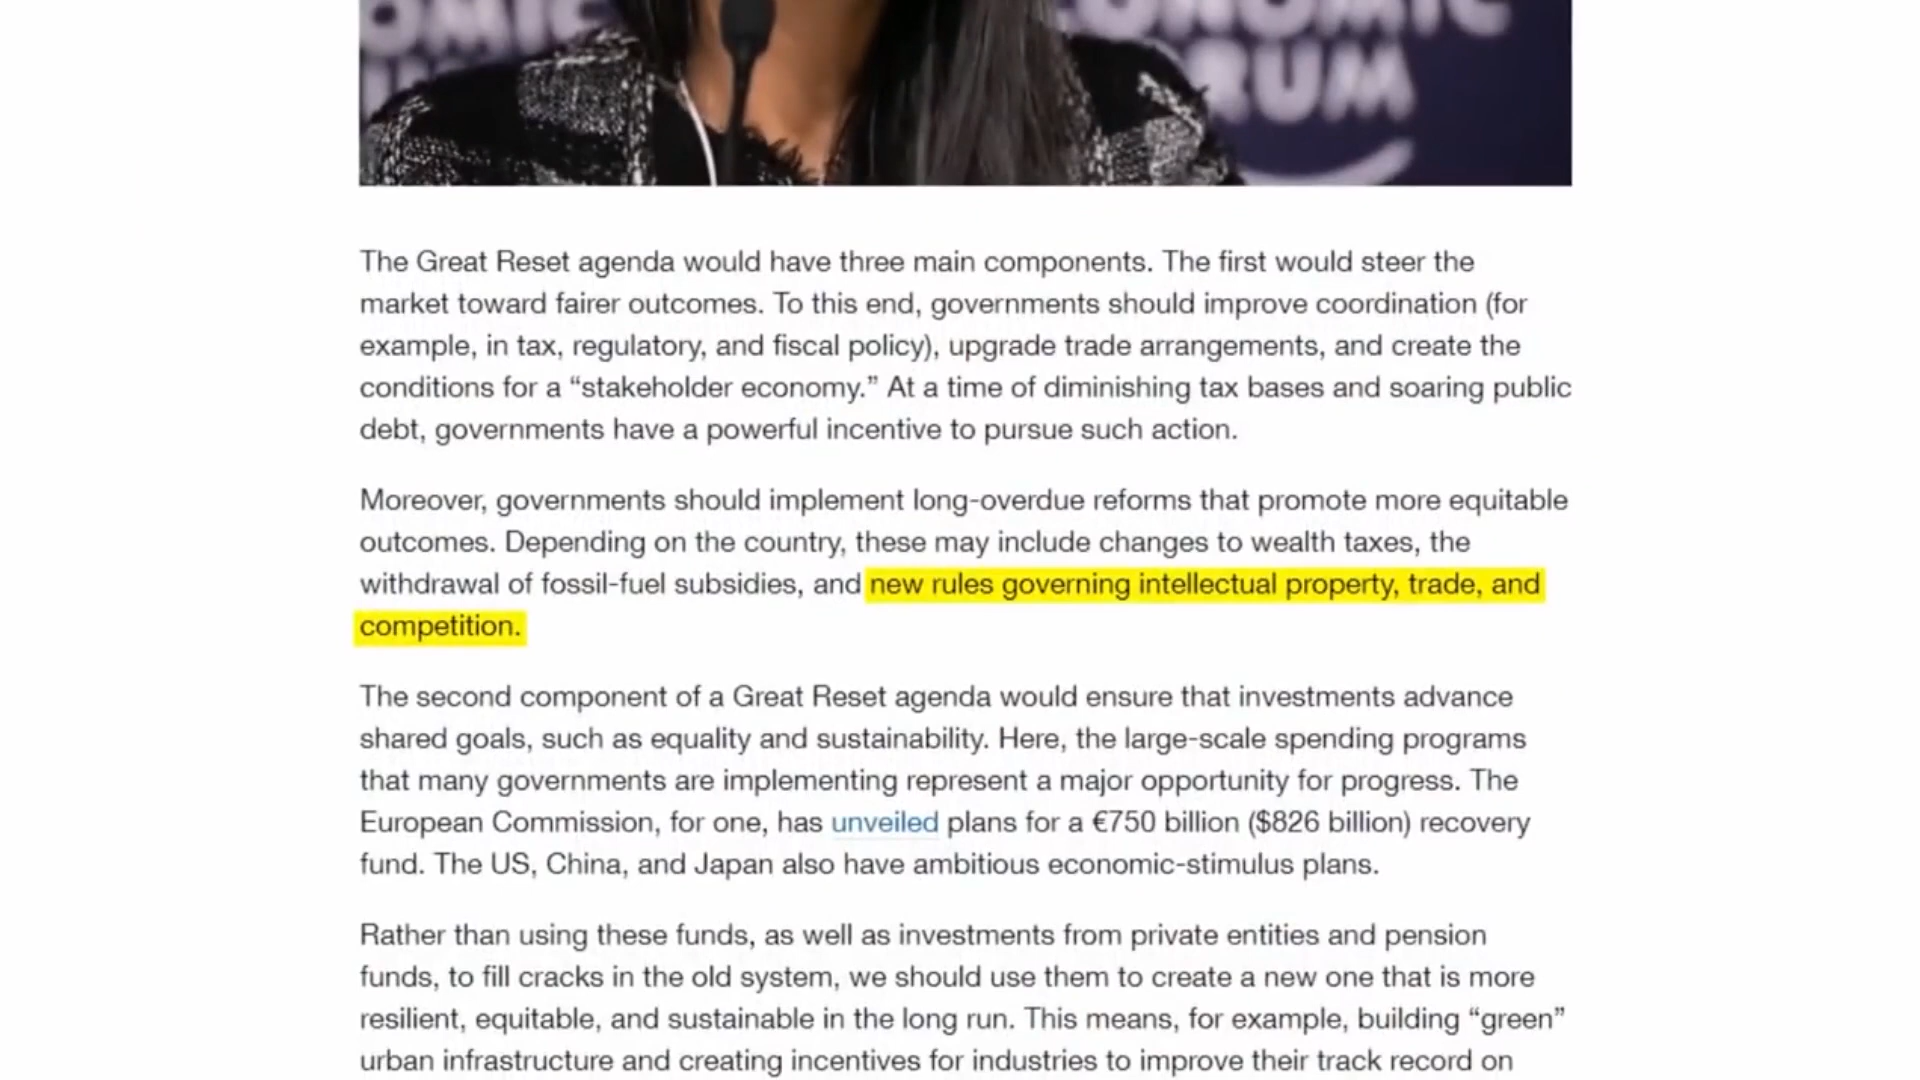 OMIC
ONOMIC
RUM
The Great Reset agenda would have three main components. The first would steer the
market toward fairer outcomes. To this end, governments should improve coordination (for
example, in tax, regulatory, and fiscal policy), upgrade trade arrangements, and create the
conditions for a “stakeholder economy.” At a time of diminishing tax bases and soaring public
debt, governments have a powerful incentive to pursue such action.
Moreover, governments should implement long-overdue reforms that promote more equitable
outcomes. Depending on the country, these may include changes to wealth taxes, the
withdrawal of fossil-fuel subsidies, and new rules governing intellectual property, trade, and
competition.
The second component of a Great Reset agenda would ensure that investments advance
shared goals, such as equality and sustainability. Here, the large-scale spending programs
that many governments are implementing represent a major opportunity for progress. The
European Commission, for one, has unveiled plans for a €750 billion ($826 billion) recovery
fund. The US, China, and Japan also have ambitious economic-stimulus plans.
Rather than using these funds, as well as investments from private entities and pension
funds, to fill cracks in the old system, we should use them to create a new one that is more
resilient, equitable, and sustainable in the long run. This means, for example, building “green”
urban infrastructure and creating incentives for industries to improve their track record on